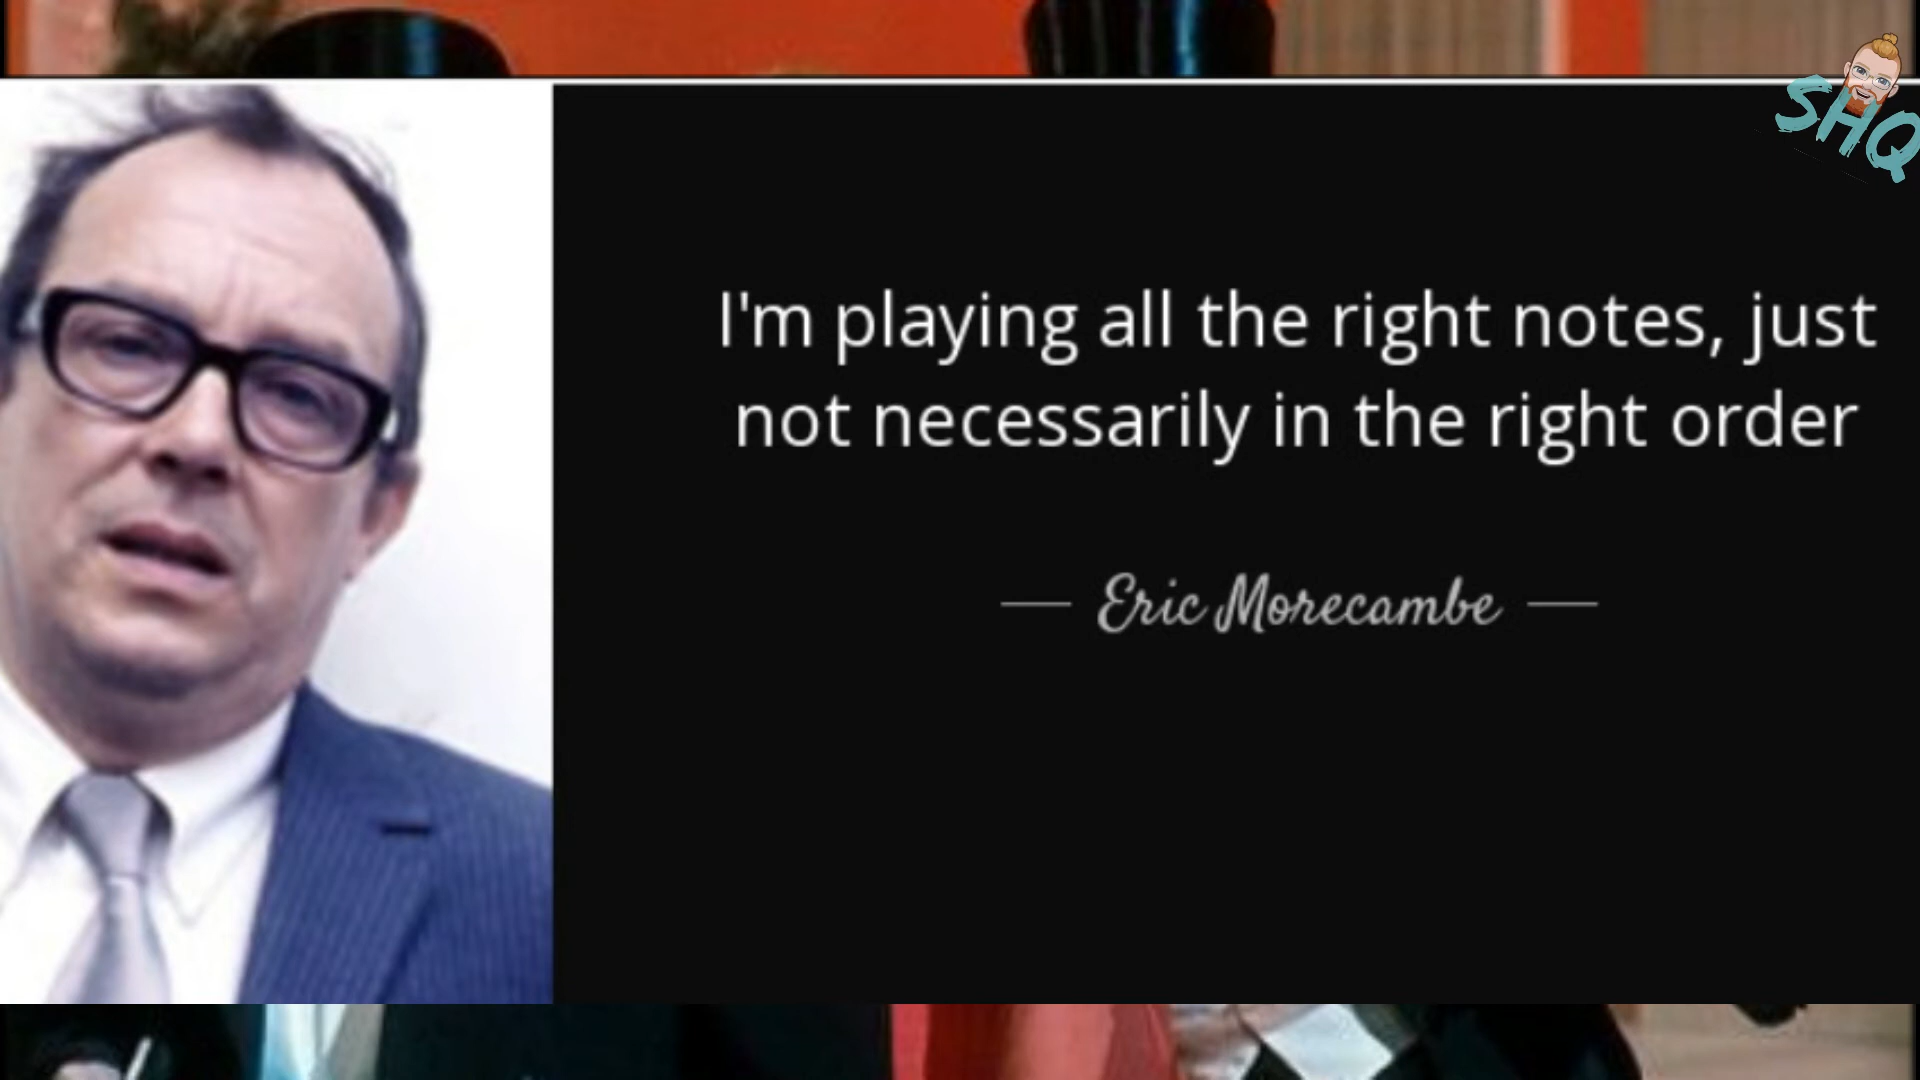 SHQ
I'm playing all the right notes, just
not necessarily in the right order
— Eric Morecambe —